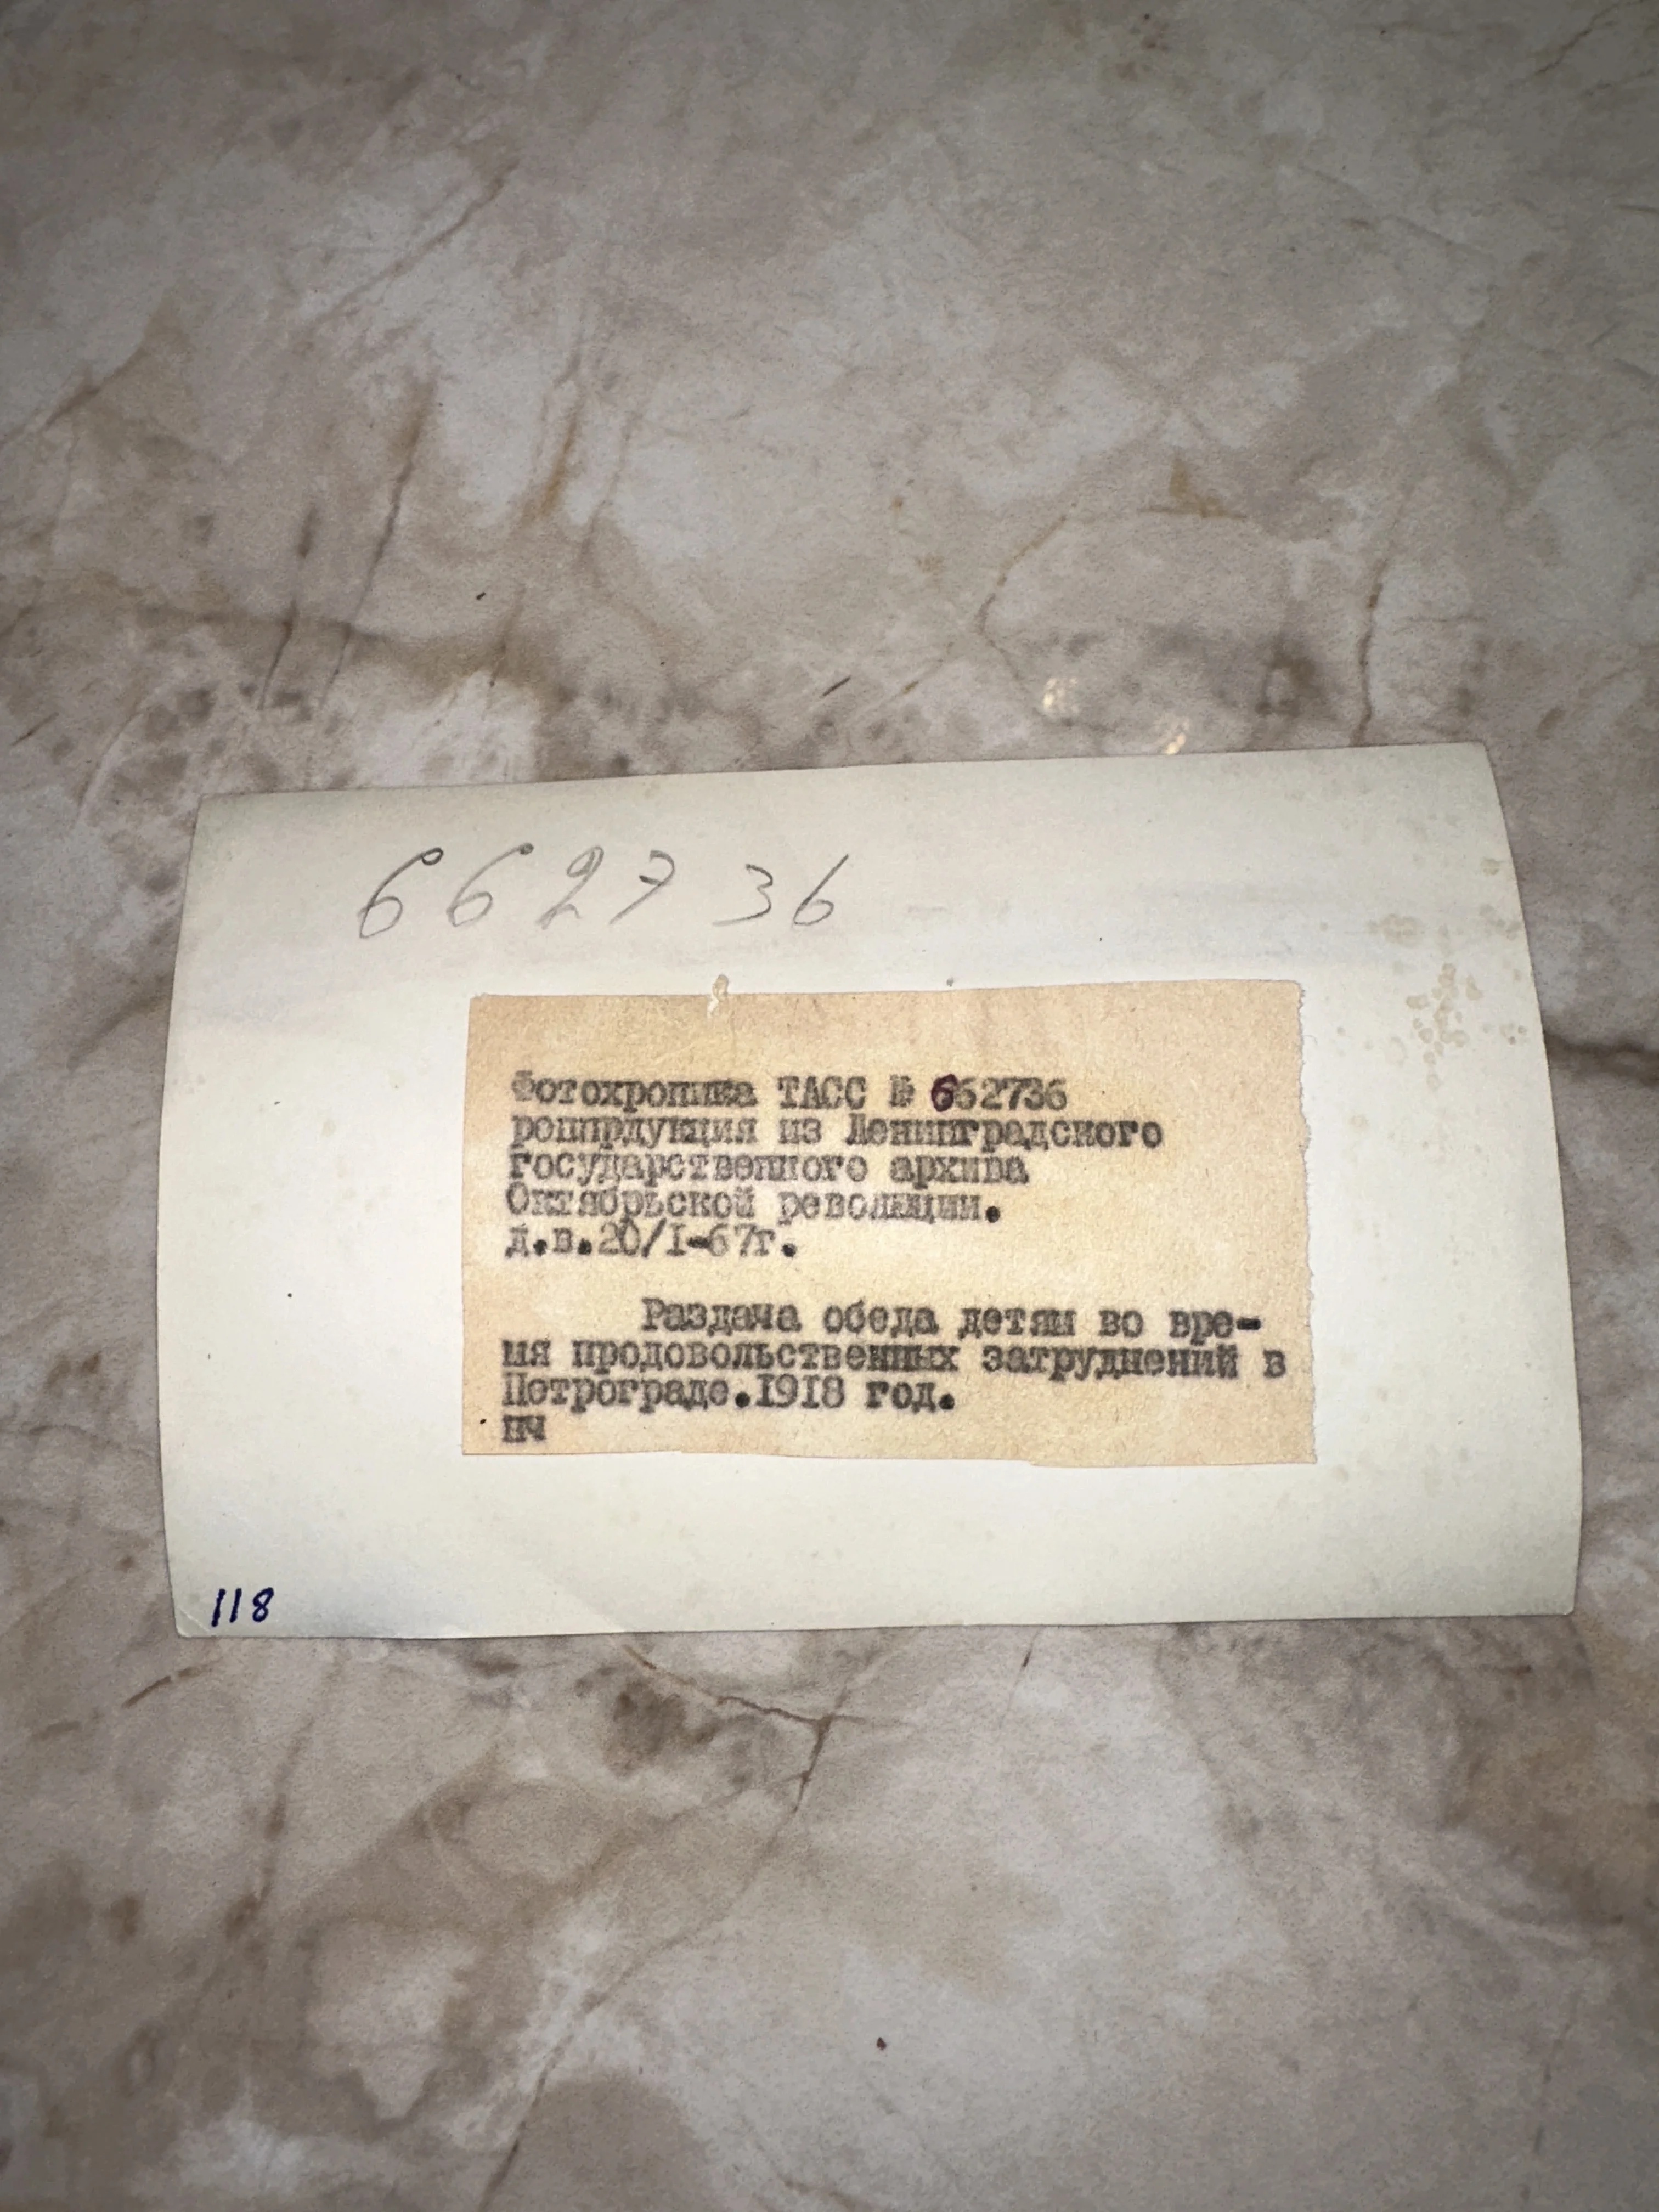 662736
Фотохроника ТАСС № 662736
репирдукция из Ленинградского
государственного архива
Октябрьской революции.
д.в.20/I-67г.
Раздача обеда детям во вре-
мя продовольственных затруднений в
Петрограде.1918 год.
нч
118